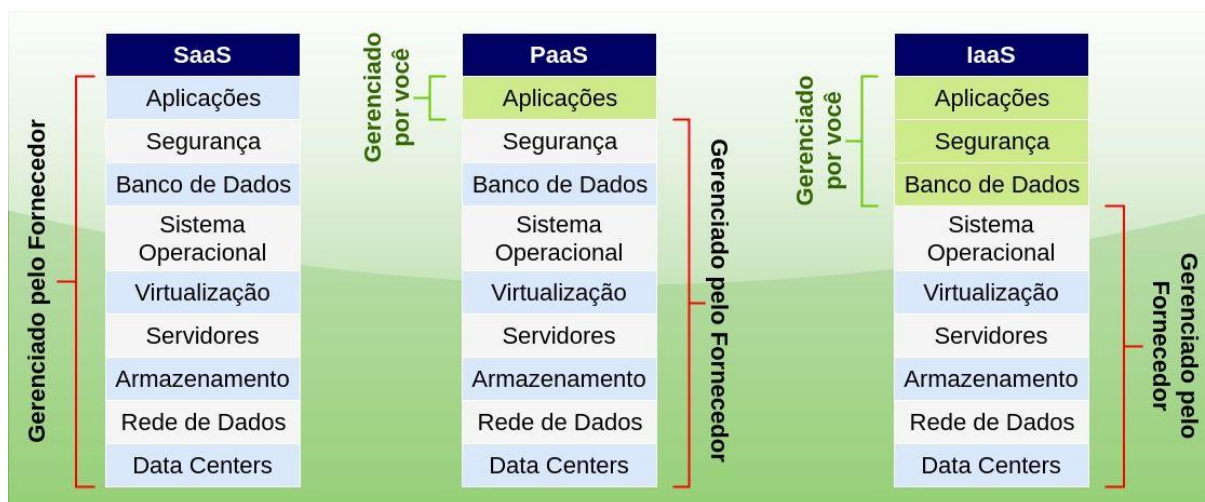 Gerenciado pelo Fornecedor
SaaS
Aplicações
Segurança
Banco de Dados
Sistema
Operacional
Virtualização
Servidores
Armazenamento
Rede de Dados
Data Centers
Gerenciado
por você
PaaS
Aplicações
Segurança
Banco de Dados
Sistema
Operacional
Virtualização
Servidores
Armazenamento
Rede de Dados
Data Centers
Gerenciado pelo Fornecedor
Gerenciado
por você
IaaS
Aplicações
Segurança
Banco de Dados
Sistema
Operacional
Virtualização
Servidores
Armazenamento
Rede de Dados
Data Centers
Gerenciado pelo
Fornecedor